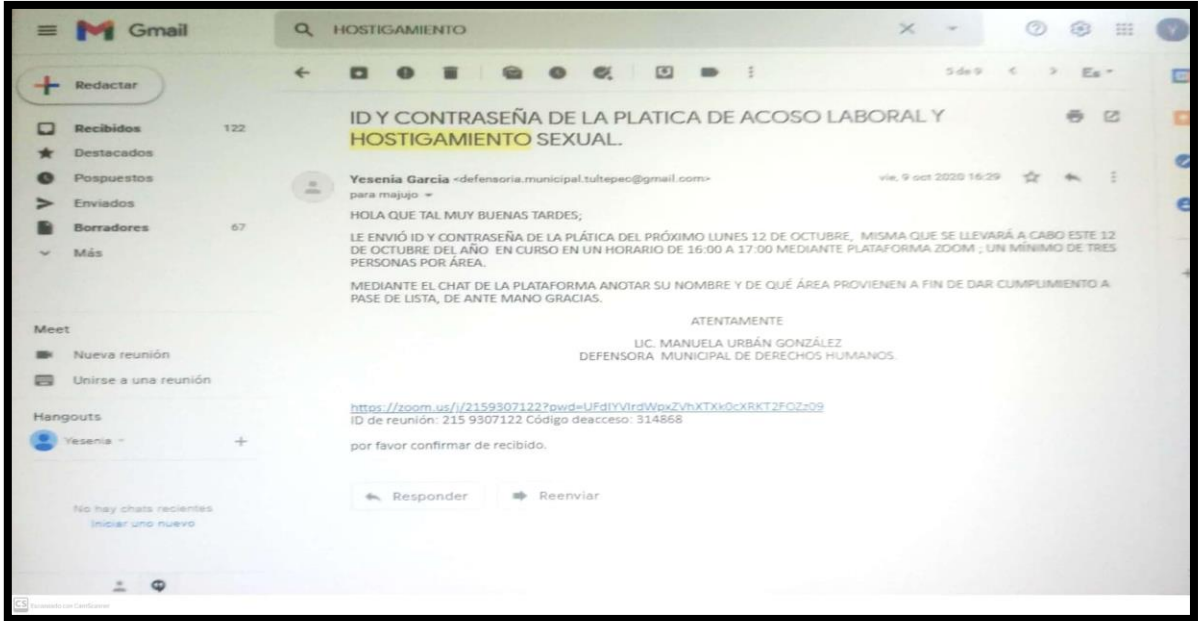 Gmail
HOSTIGAMIENTO
Redactar
5 de 9
Es
Recibidos 122
Destacados
Pospuestos
Enviados
Borradores 67
Más
Meet
Nueva reunión
Unirse a una reunión
Hangouts
Yesenia
No hay chats recientes
Iniciar uno nuevo
ID Y CONTRASEÑA DE LA PLATICA DE ACOSO LABORAL Y
HOSTIGAMIENTO SEXUAL.
Yesenia Garcia <defensoria.municipal.tultepec@gmail.com>
vie, 9 oct 2020 16:29
para majujo
HOLA QUE TAL MUY BUENAS TARDES;
LE ENVIÓ ID Y CONTRASEÑA DE LA PLÁTICA DEL PRÓXIMO LUNES 12 DE OCTUBRE, MISMA QUE SE LLEVARÁ A CABO ESTE 12
DE OCTUBRE DEL AÑO EN CURSO EN UN HORARIO DE 16:00 A 17:00 MEDIANTE PLATAFORMA ZOOM ; UN MÍNIMO DE TRES
PERSONAS POR ÁREA.
MEDIANTE EL CHAT DE LA PLATAFORMA ANOTAR SU NOMBRE Y DE QUÉ ÁREA PROVIENEN A FIN DE DAR CUMPLIMIENTO A
PASE DE LISTA, DE ANTE MANO GRACIAS.
ATENTAMENTE
LIC. MANUELA URBÁN GONZÁLEZ
DEFENSORA MUNICIPAL DE DERECHOS HUMANOS.
ID de reunión: 215 9307122 Código deacceso: 314868
por favor confirmar de recibido.
Responder
Reenviar
CS Escaneado con CamScanner